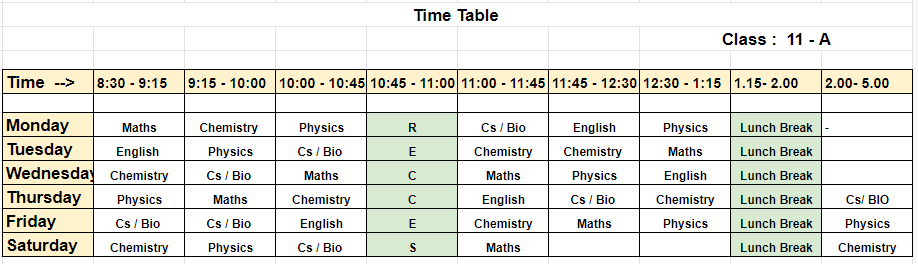 Time Table
Class :  11 - A
Time --> 8:30 - 9:15 9:15 - 10:00 10:00 - 10:45 10:45 - 11:00 11:00 - 11:45 11:45 - 12:30 12:30 - 1:15 1.15- 2.00 2.00- 5.00
Monday Maths Chemistry Physics R Cs / Bio English Physics Lunch Break -
Tuesday English Physics Cs / Bio E Chemistry Chemistry Maths Lunch Break
Wednesday Chemistry Cs / Bio Maths C Maths Physics English Lunch Break
Thursday Physics Maths Chemistry C English Cs / Bio Chemistry Lunch Break Cs/ BIO
Friday Cs / Bio Cs / Bio English E Chemistry Maths Physics Lunch Break Physics
Saturday Chemistry Physics Cs / Bio S Maths Lunch Break Chemistry